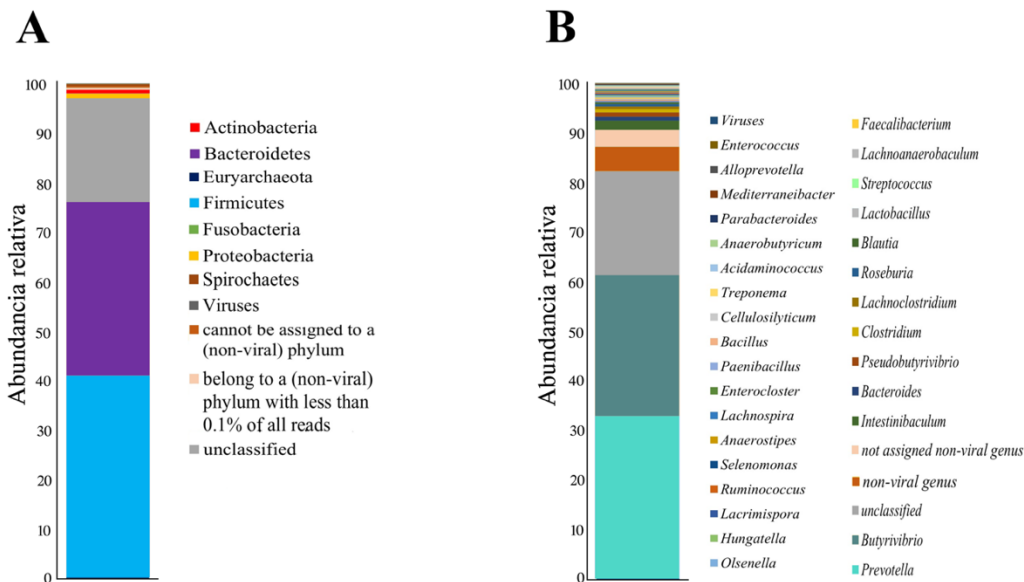 A
Abundancia relativa
100
90
80
70
60
50
40
30
20
10
0
Actinobacteria
Bacteroidetes
Euryarchaeota
Firmicutes
Fusobacteria
Proteobacteria
Spirochaetes
Viruses
cannot be assigned to a
(non-viral) phylum
belong to a (non-viral)
phylum with less than
0.1% of all reads
unclassified
B
Abundancia relativa
100
90
80
70
60
50
40
30
20
10
0
Viruses
Enterococcus
Alloprevotella
Mediterraneibacter
Parabacteroides
Anaerobutyricum
Acidaminococcus
Treponema
Cellulosilyticum
Bacillus
Paenibacillus
Enterocloster
Lachnospira
Anaerostipes
Selenomonas
Ruminococcus
Lacrimispora
Hungatella
Olsenella
Faecalibacterium
Lachnoanaerobaculum
Streptococcus
Lactobacillus
Blautia
Roseburia
Lachnoclostridium
Clostridium
Pseudobutyrivibrio
Bacteroides
Intestinibaculum
not assigned non-viral genus
non-viral genus
unclassified
Butyrivibrio
Prevotella